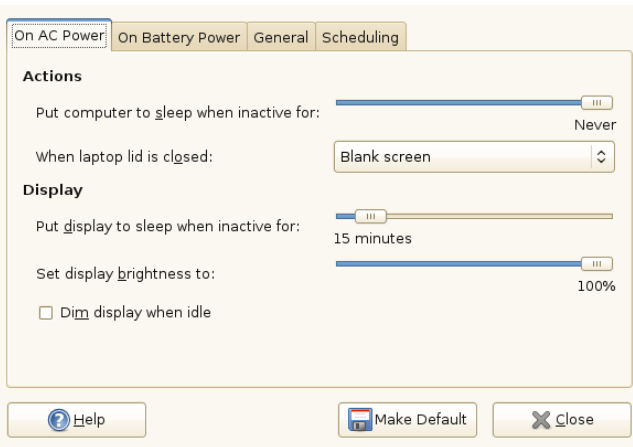 On AC Power On Battery Power General Scheduling
Actions
Put computer to sleep when inactive for:
Never
When laptop lid is closed: Blank screen
Display
Put display to sleep when inactive for:
15 minutes
Set display brightness to:
100%
Dim display when idle
Help Make Default Close